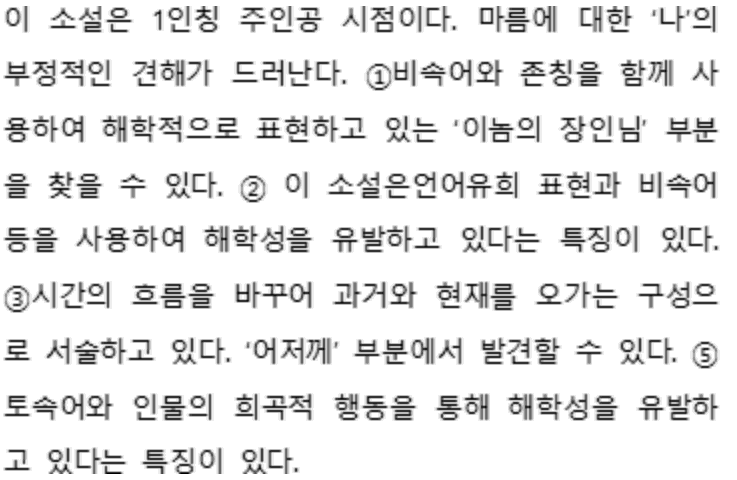 이 소설은 1인칭 주인공 시점이다. 마름에 대한 ‘나’의
부정적인 견해가 드러난다. ①비속어와 존칭을 함께 사
용하여 해학적으로 표현하고 있는 ‘이놈의 장인님’ 부분
을 찾을 수 있다. ② 이 소설은언어유희 표현과 비속어
등을 사용하여 해학성을 유발하고 있다는 특징이 있다.
③시간의 흐름을 바꾸어 과거와 현재를 오가는 구성으
로 서술하고 있다. ‘어저께’ 부분에서 발견할 수 있다. ⑤
토속어와 인물의 희곡적 행동을 통해 해학성을 유발하
고 있다는 특징이 있다.